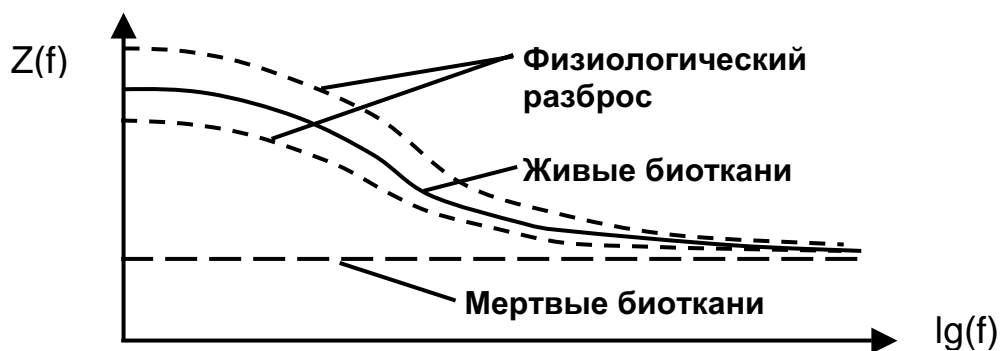 Z(f)
Физиологический
разброс
Живые биоткани
Мертвые биоткани
lg(f)